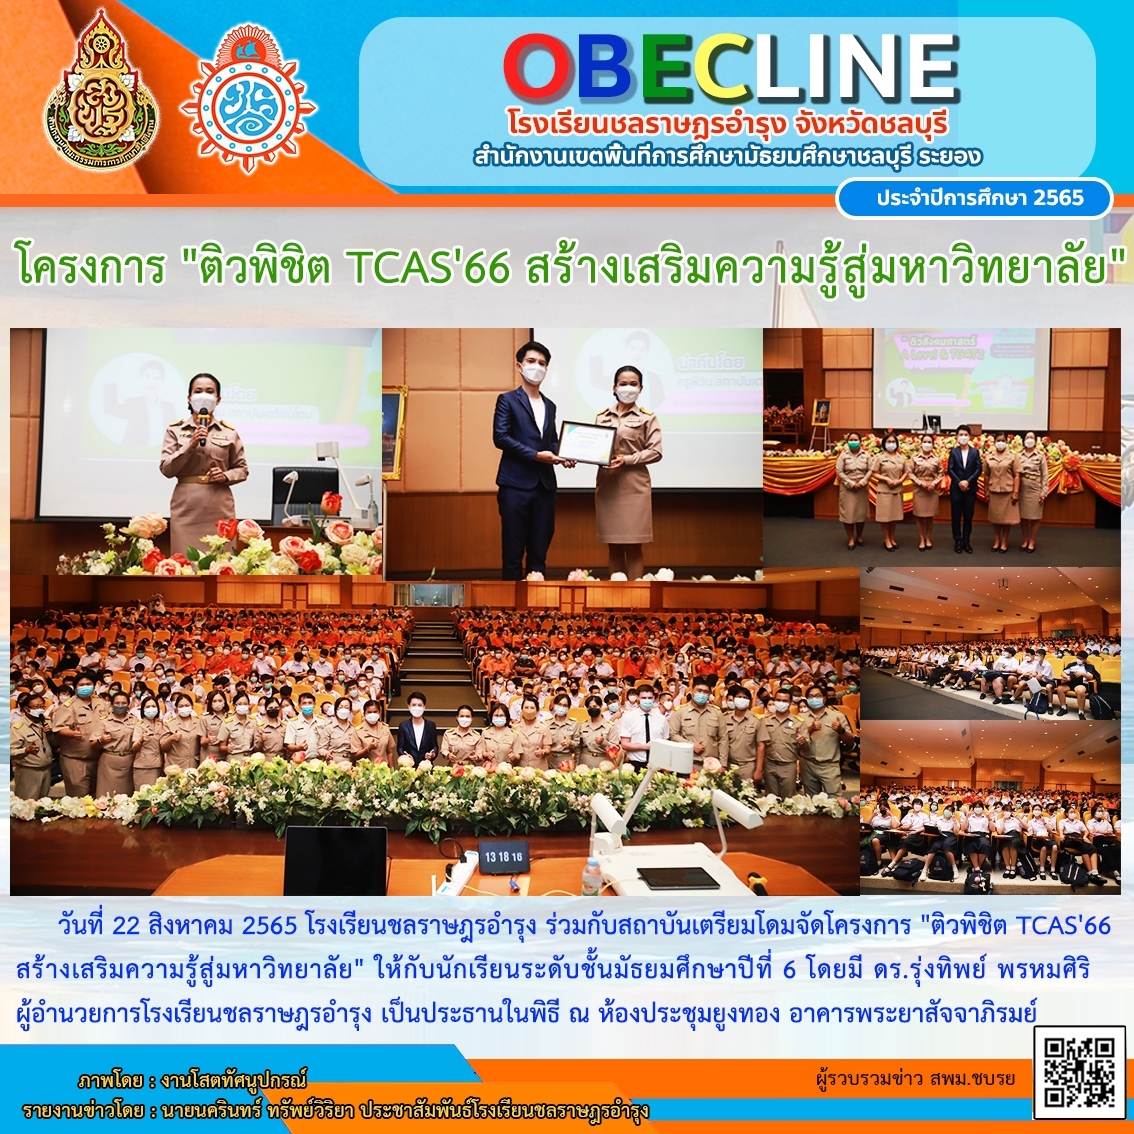 OBECLINE
โรงเรียนชลราษฎรอำรุง จังหวัดชลบุรี
สำนักงานเขตพื้นที่การศึกษามัธยมศึกษาชลบุรี ระยอง
ประจำปีการศึกษา 2565
โครงการ "ติวพิชิต TCAS'66 สร้างเสริมความรู้สู่มหาวิทยาลัย"
นำทีมโดย
ติวสังคมศาสตร์
A Level & TGAT2
13 18 16
วันที่ 22 สิงหาคม 2565 โรงเรียนชลราษฎรอำรุง ร่วมกับสถาบันเตรียมโดมจัดโครงการ "ติวพิชิต TCAS'66
สร้างเสริมความรู้สู่มหาวิทยาลัย" ให้กับนักเรียนระดับชั้นมัธยมศึกษาปีที่ 6 โดยมี ดร.รุ่งทิพย์ พรหมศิริ
ผู้อำนวยการโรงเรียนชลราษฎรอำรุง เป็นประธานในพิธี ณ ห้องประชุมยูงทอง อาคารพระยาสัจจาภิรมย์
ภาพโดย : งานโสตทัศนูปกรณ์
ผู้รวบรวมข่าว สพม.ชบรย
รายงานข่าวโดย : นายนครินทร์ ทรัพย์วิริยา ประชาสัมพันธ์โรงเรียนชลราษฎรอำรุง